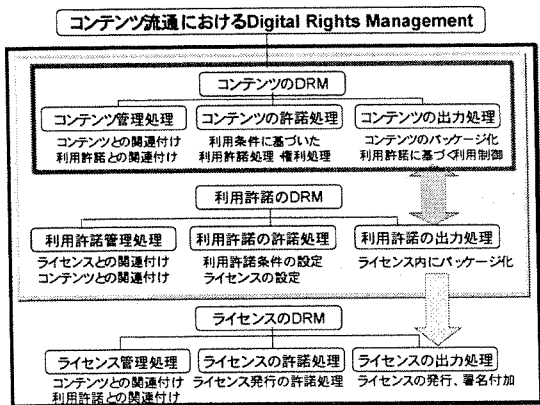 コンテンツ流通におけるDigital Rights Management
コンテンツのDRM
コンテンツ管理処理
コンテンツとの関連付け
利用許諾との関連付け
コンテンツの許諾処理
利用条件に基づいた
利用許諾処理・権利処理
コンテンツの出力処理
コンテンツのパッケージ化
利用許諾に基づく利用制御
利用許諾のDRM
利用許諾管理処理
ライセンスとの関連付け
コンテンツとの関連付け
利用許諾の許諾処理
利用許諾条件の設定
ライセンスの設定
利用許諾の出力処理
ライセンス内にパッケージ化
ライセンスのDRM
ライセンス管理処理
コンテンツとの関連付け
利用許諾との関連付け
ライセンスの許諾処理
ライセンス発行の許諾処理
ライセンスの出力処理
ライセンスの発行、署名付加